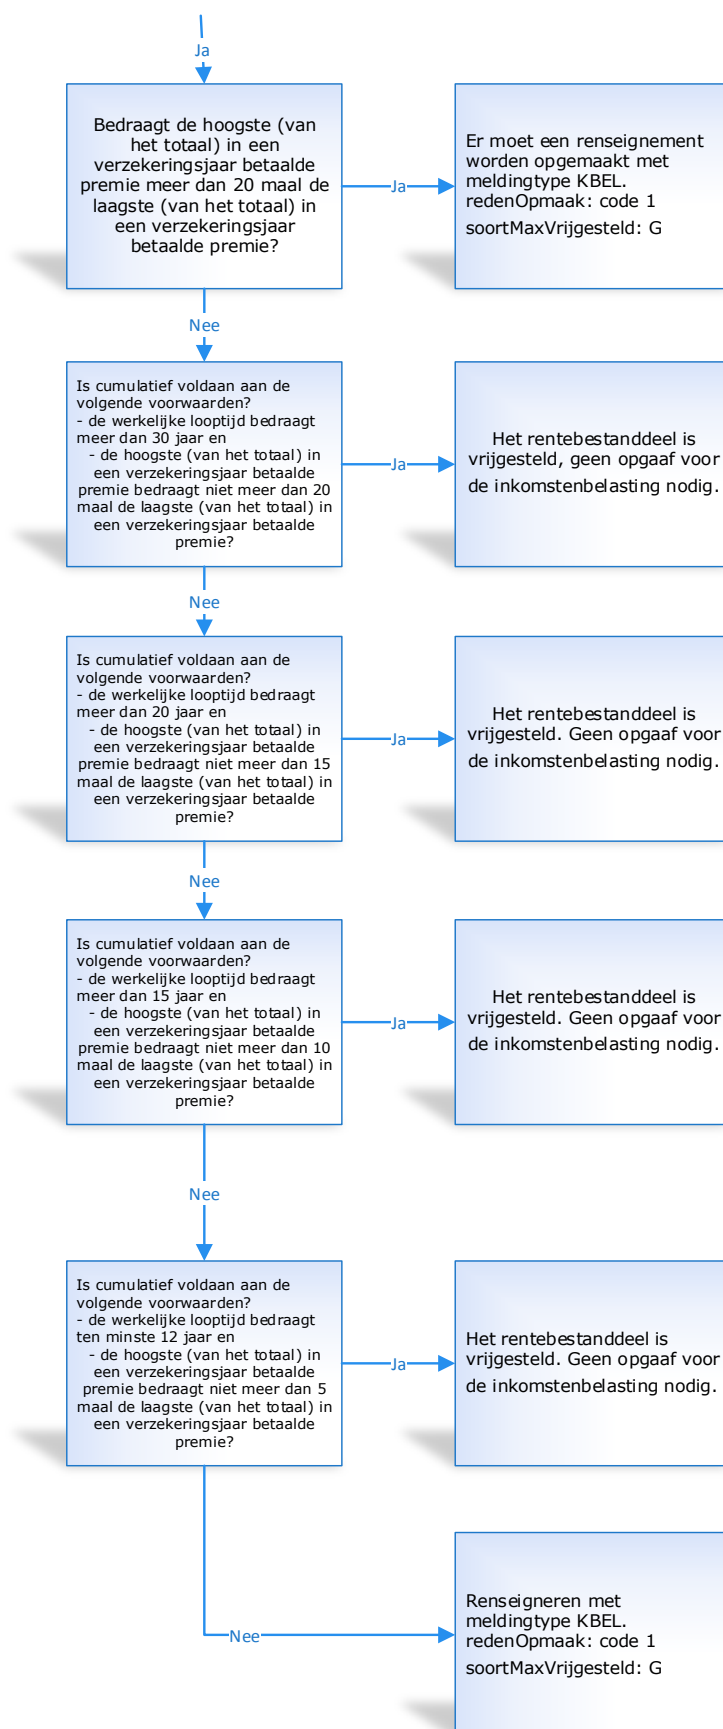 Ja
Bedraagt de hoogste (van
het totaal) in een
verzekeringsjaar betaalde
premie meer dan 20 maal de
laagste (van het totaal) in
een verzekeringsjaar
betaalde premie?
Ja
Er moet een renseignement
worden opgemaakt met
meldingtype KBEL.
redenOpmaak: code 1
soortMaxVrijgesteld: G
Nee
Is cumulatief voldaan aan de
volgende voorwaarden?
- de werkelijke looptijd bedraagt
meer dan 30 jaar en
- de hoogste (van het totaal) in
een verzekeringsjaar betaalde
premie bedraagt niet meer dan 20
maal de laagste (van het totaal) in
een verzekeringsjaar betaalde
premie?
Ja
Het rentebestanddeel is
vrijgesteld, geen opgaaf voor
de inkomstenbelasting nodig.
Nee
Is cumulatief voldaan aan de
volgende voorwaarden?
- de werkelijke looptijd bedraagt
meer dan 20 jaar en
- de hoogste (van het totaal) in
een verzekeringsjaar betaalde
premie bedraagt niet meer dan 15
maal de laagste (van het totaal) in
een verzekeringsjaar betaalde
premie?
Ja
Het rentebestanddeel is
vrijgesteld. Geen opgaaf voor
de inkomstenbelasting nodig.
Nee
Is cumulatief voldaan aan de
volgende voorwaarden?
- de werkelijke looptijd bedraagt
meer dan 15 jaar en
- de hoogste (van het totaal) in
een verzekeringsjaar betaalde
premie bedraagt niet meer dan 10
maal de laagste (van het totaal) in
een verzekeringsjaar betaalde
premie?
Ja
Het rentebestanddeel is
vrijgesteld. Geen opgaaf voor
de inkomstenbelasting nodig.
Nee
Is cumulatief voldaan aan de
volgende voorwaarden?
- de werkelijke looptijd bedraagt
ten minste 12 jaar en
- de hoogste (van het totaal) in
een verzekeringsjaar betaalde
premie bedraagt niet meer dan 5
maal de laagste (van het totaal) in
een verzekeringsjaar betaalde
premie?
Ja
Het rentebestanddeel is
vrijgesteld. Geen opgaaf voor
de inkomstenbelasting nodig.
Nee
Renseigneren met
meldingtype KBEL.
redenOpmaak: code 1
soortMaxVrijgesteld: G